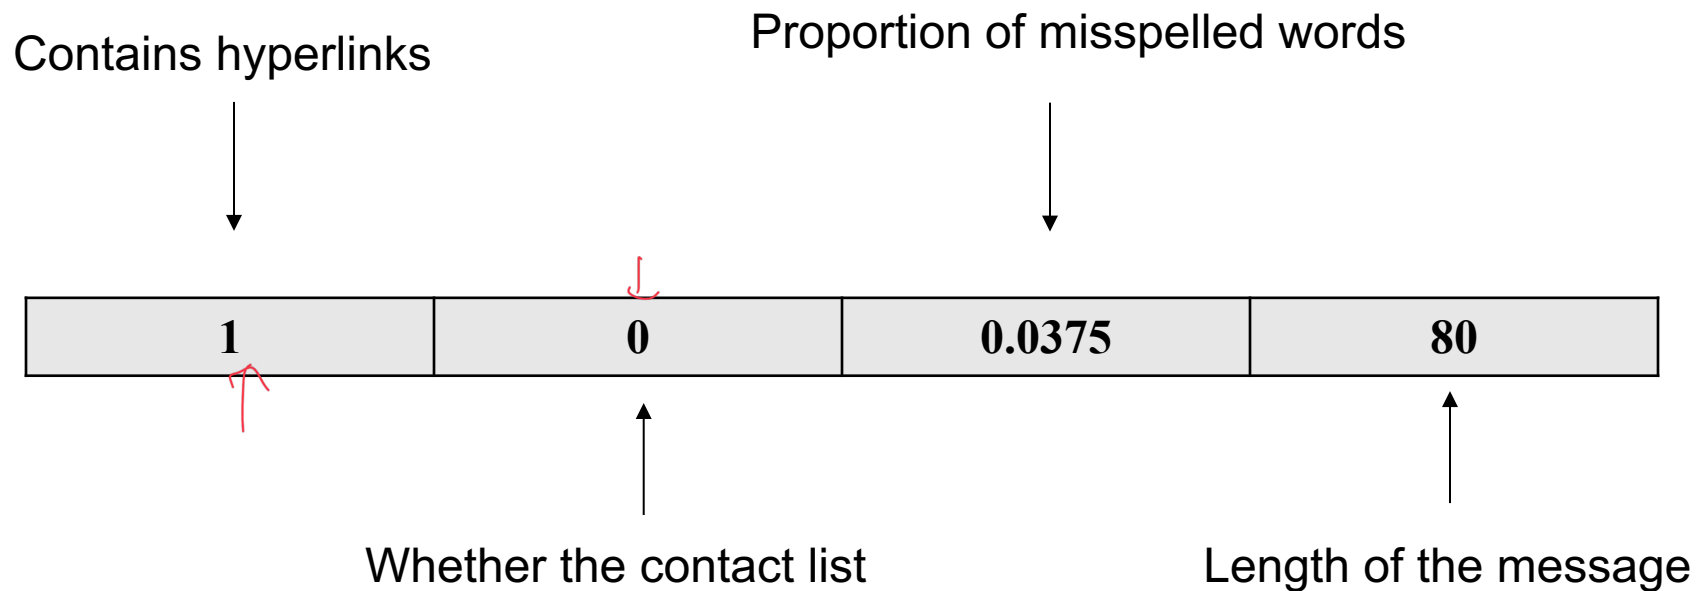 Contains hyperlinks
Proportion of misspelled words
1 0 0.0375 80
Whether the contact list
Length of the message